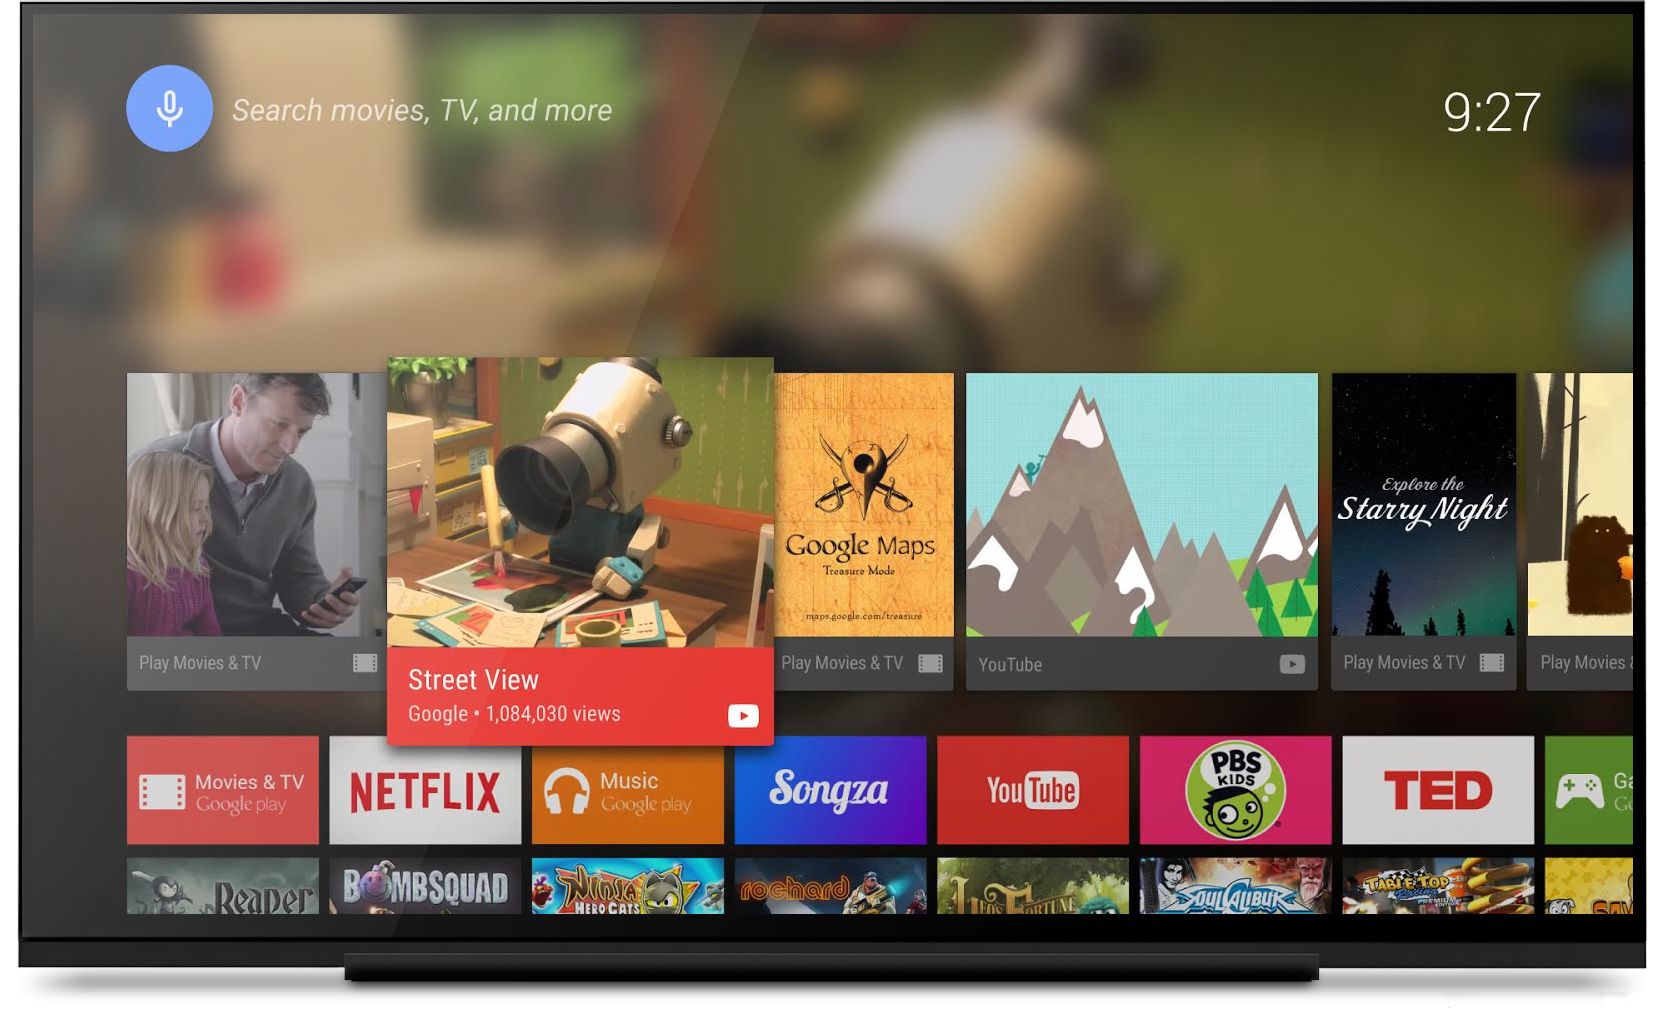 Search movies, TV, and more
9:27
Google Maps
Treasure Mode
maps.google.com/treasure
Explore the
Starry Night
Play Movies & TV
Street View
Google • 1,084,030 views
Play Movies & TV
YouTube
Play Movies & TV
Play Movies &
Movies & TV
Google play
NETFLIX
Music
Google play
Songza
YouTube
PBS
KIDS
TED
Ga
Go
Reaper
BOMBSQUAD
NINJA
HERO CATS
rochard
LEO'S FORTUNE
SOULCALIBUR
TABLE TOP
Racing
PREMIUM
EDITION